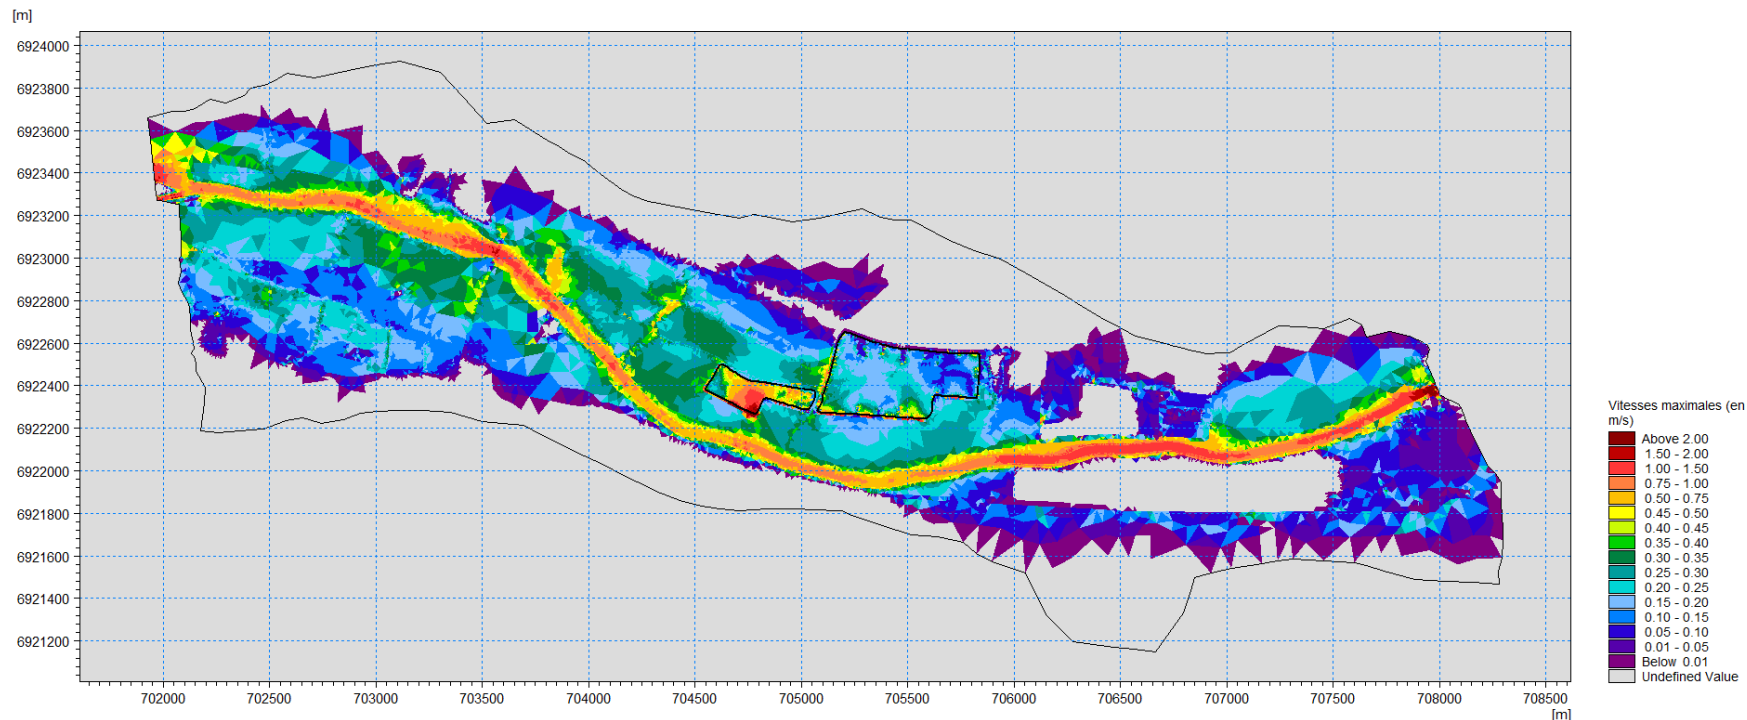 [m]
6924000
6923800
6923600
6923400
6923200
6923000
6922800
6922600
6922400
6922200
6922000
6921800
6921600
6921400
6921200
702000 702500 703000 703500 704000 704500 705000 705500 706000 706500 707000 707500 708000 708500
[m]
Vitesses maximales (en
m/s)
Above 2.00
1.50 - 2.00
1.00 - 1.50
0.75 - 1.00
0.50 - 0.75
0.45 - 0.50
0.40 - 0.45
0.35 - 0.40
0.30 - 0.35
0.25 - 0.30
0.20 - 0.25
0.15 - 0.20
0.10 - 0.15
0.05 - 0.10
0.01 - 0.05
Below 0.01
Undefined Value